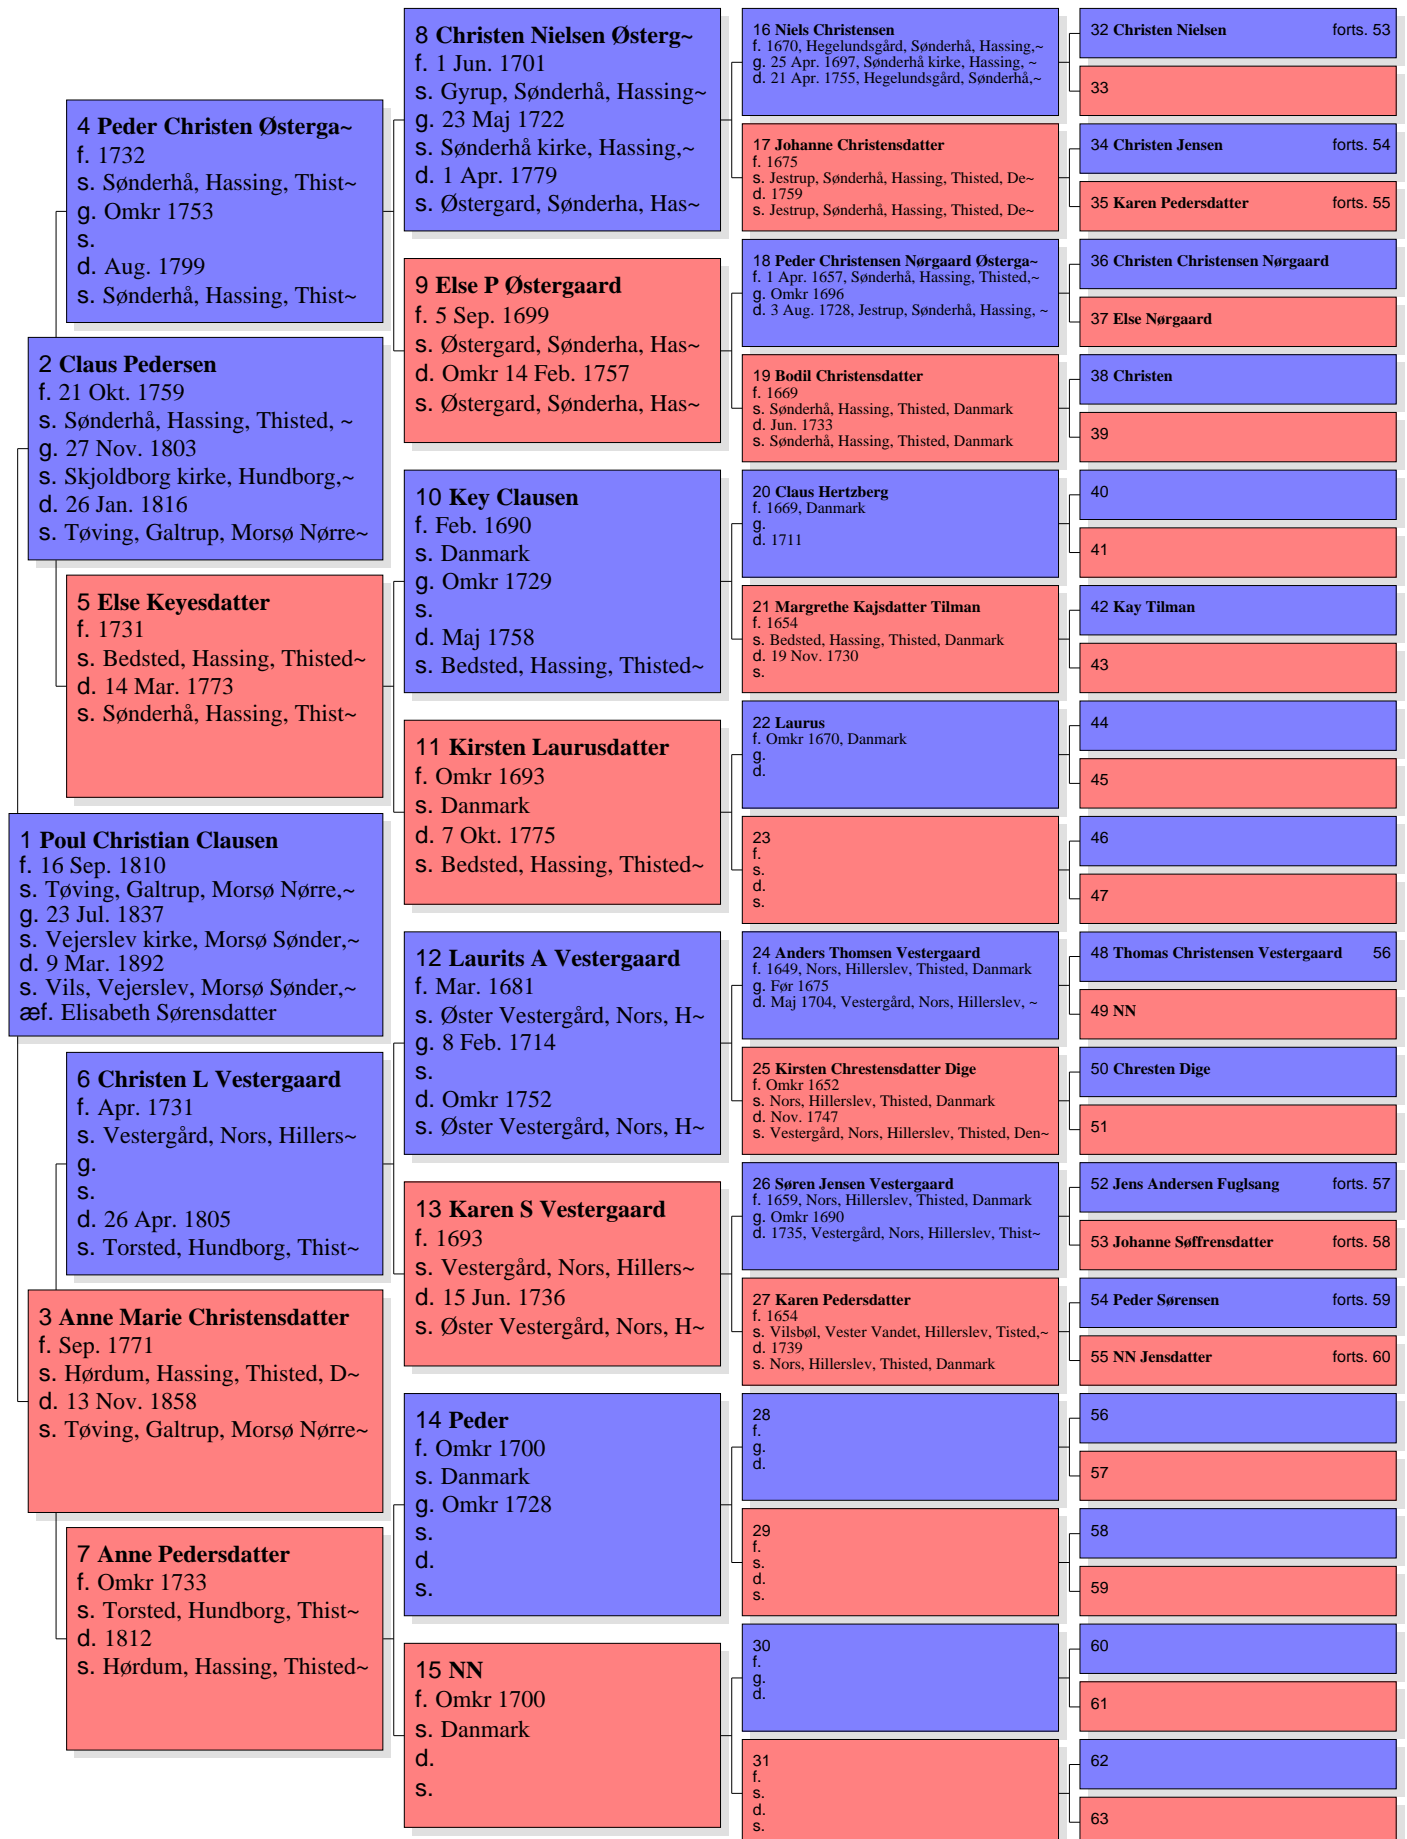 1 Poul Christian Clausen
f. 16 Sep. 1810
s. Tøving, Galtrup, Morsø Nørre,~
g. 23 Jul. 1837
s. Vejerslev kirke, Morsø Sønder,~
d. 9 Mar. 1892
s. Vils, Vejerslev, Morsø Sønder,~
æf. Elisabeth Sørensdatter
2 Claus Pedersen
f. 21 Okt. 1759
s. Sønderhå, Hassing, Thisted, ~
g. 27 Nov. 1803
s. Skjoldborg kirke, Hundborg,~
d. 26 Jan. 1816
s. Tøving, Galtrup, Morsø Nørre~
3 Anne Marie Christensdatter
f. Sep. 1771
s. Hørdum, Hassing, Thisted, D~
d. 13 Nov. 1858
s. Tøving, Galtrup, Morsø Nørre~
4 Peder Christen Østerga~
f. 1732
s. Sønderhå, Hassing, Thist~
g. Omkr 1753
s.
d. Aug. 1799
s. Sønderhå, Hassing, Thist~
5 Else Keyesdatter
f. 1731
s. Bedsted, Hassing, Thisted~
d. 14 Mar. 1773
s. Sønderhå, Hassing, Thist~
6 Christen L Vestergaard
f. Apr. 1731
s. Vestergård, Nors, Hillers~
g.
s.
d. 26 Apr. 1805
s. Torsted, Hundborg, Thist~
7 Anne Pedersdatter
f. Omkr 1733
s. Torsted, Hundborg, Thist~
d. 1812
s. Hørdum, Hassing, Thisted~
8 Christen Nielsen Østerg~
f. 1 Jun. 1701
s. Gyrup, Sønderhå, Hassing~
g. 23 Maj 1722
s. Sønderhå kirke, Hassing,~
d. 1 Apr. 1779
s. Østergard, Sønderha, Has~
9 Else P Østergaard
f. 5 Sep. 1699
s. Østergard, Sønderha, Has~
d. Omkr 14 Feb. 1757
s. Østergard, Sønderha, Has~
10 Key Clausen
f. Feb. 1690
s. Danmark
g. Omkr 1729
s.
d. Maj 1758
s. Bedsted, Hassing, Thisted~
11 Kirsten Laurusdatter
f. Omkr 1693
s. Danmark
d. 7 Okt. 1775
s. Bedsted, Hassing, Thisted~
12 Laurits A Vestergaard
f. Mar. 1681
s. Øster Vestergård, Nors, H~
g. 8 Feb. 1714
s.
d. Omkr 1752
s. Øster Vestergård, Nors, H~
13 Karen S Vestergaard
f. 1693
s. Vestergård, Nors, Hillers~
d. 15 Jun. 1736
s. Øster Vestergård, Nors, H~
14 Peder
f. Omkr 1700
s. Danmark
g. Omkr 1728
s.
d.
s.
15 NN
f. Omkr 1700
s. Danmark
d.
s.
16 Niels Christensen
f. 1670, Hegelundsgård, Sønderhå, Hassing,~
g. 25 Apr. 1697, Sønderhå kirke, Hassing, ~
d. 21 Apr. 1755, Hegelundsgård, Sønderhå,~
17 Johanne Christensdatter
f. 1675
s. Jestrup, Sønderhå, Hassing, Thisted, De~
d. 1759
s. Jestrup, Sønderhå, Hassing, Thisted, De~
18 Peder Christensen Nørgaard Østerga~
f. 1 Apr. 1657, Sønderhå, Hassing, Thisted,~
g. Omkr 1696
d. 3 Aug. 1728, Jestrup, Sønderhå, Hassing, ~
19 Bodil Christensdatter
f. 1669
s. Sønderhå, Hassing, Thisted, Danmark
d. Jun. 1733
s. Sønderhå, Hassing, Thisted, Danmark
20 Claus Hertzberg
f. 1669, Danmark
g.
d. 1711
21 Margrethe Kajsdatter Tilman
f. 1654
s. Bedsted, Hassing, Thisted, Danmark
d. 19 Nov. 1730
s.
22 Laurus
f. Omkr 1670, Danmark
g.
d.
23
f.
s.
d.
s.
24 Anders Thomsen Vestergaard
f. 1649, Nors, Hillerslev, Thisted, Danmark
g. Før 1675
d. Maj 1704, Vestergård, Nors, Hillerslev, ~
25 Kirsten Chrestensdatter Dige
f. Omkr 1652
s. Nors, Hillerslev, Thisted, Danmark
d. Nov. 1747
s. Vestergård, Nors, Hillerslev, Thisted, Den~
26 Søren Jensen Vestergaard
f. 1659, Nors, Hillerslev, Thisted, Danmark
g. Omkr 1690
d. 1735, Vestergård, Nors, Hillerslev, Thist~
27 Karen Pedersdatter
f. 1654
s. Vilsbøl, Vester Vandet, Hillerslev, Tisted,~
d. 1739
s. Nors, Hillerslev, Thisted, Danmark
28
f.
g.
d.
29
f.
s.
d.
s.
30
f.
g.
d.
31
f.
s.
d.
s.
32 Christen Nielsen forts. 53
33
34 Christen Jensen forts. 54
35 Karen Pedersdatter forts. 55
36 Christen Christensen Nørgaard
37 Else Nørgaard
38 Christen
39
40
41
42 Kay Tilman
43
44
45
46
47
48 Thomas Christensen Vestergaard 56
49 NN
50 Chresten Dige
51
52 Jens Andersen Fuglsang forts. 57
53 Johanne Søffrensdatter forts. 58
54 Peder Sørensen forts. 59
55 NN Jensdatter forts. 60
56
57
58
59
60
61
62
63